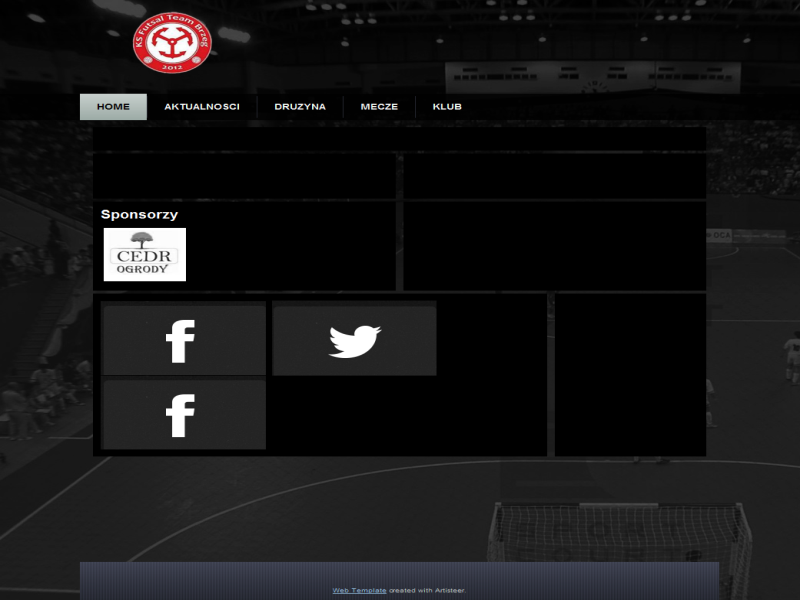 KS Futsal Team Brzeg
2012
HOME
AKTUALNOSCI
DRUZYNA
MECZE
KLUB
Sponsorzy
CEDR
OGRODY
Web Template created with Artisteer.